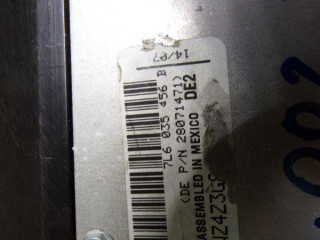 14/07
7L6 035 456 B
(DE P/N 28071471)
DE2
ASSEMBLED IN MEXICO